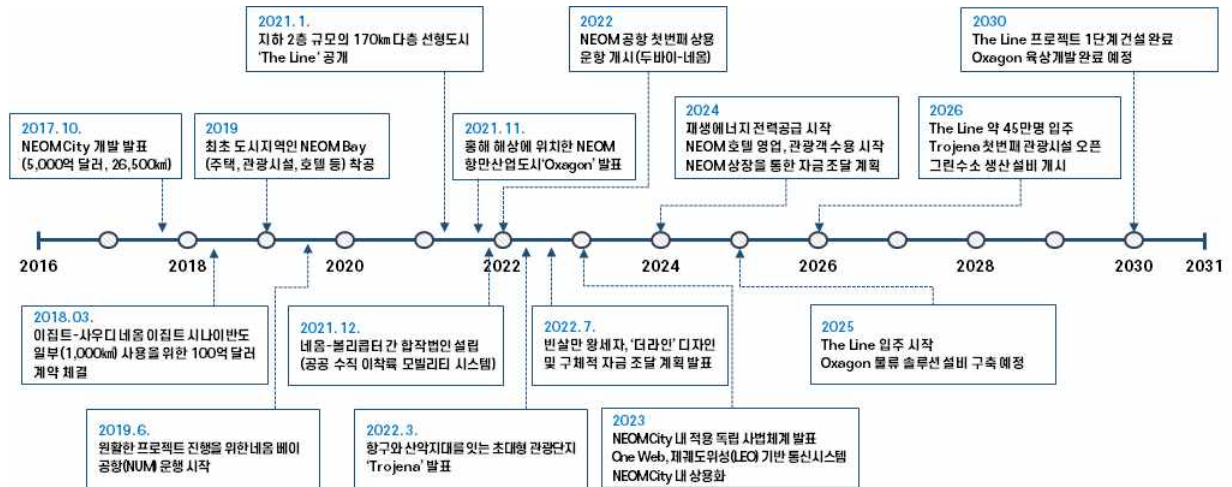 2021. 1.
지하 2층 규모의 170㎞ 다층 선형도시
‘The Line’ 공개
2022
NEOM 공항 첫번째 상용
운항 개시(두바이-네옴)
2030
The Line 프로젝트 1단계 건설 완료
Oxagon 육상개발 완료 예정
2017. 10.
NEOM City 개발 발표
(5,000억 달러, 26,500㎢)
2019
최초 도시지역인 NEOM Bay
(주택, 관광시설, 호텔 등) 착공
2021. 11.
홍해 해상에 위치한 NEOM
항만산업도시‘Oxagon’ 발표
2024
재생에너지 전력공급 시작
NEOM 호텔 영업, 관광객 수용 시작
NEOM 상장을 통한 자금 조달 계획
2026
The Line 약 45만명 입주
Trojena 첫번째 관광시설 오픈
그린수소 생산 설비 개시
2016
2018
2020
2022
2024
2026
2028
2030
2031
2018.03.
이집트-사우디 네옴 이집트 시나이반도
일부(1,000㎢) 사용을 위한 100억 달러
계약 체결
2021. 12.
네옴-볼리콥터 간 합작법인 설립
(공공 수직 이착륙 모빌리티 시스템)
2022. 7.
빈살만 왕세자, ‘더라인’ 디자인
및 구체적 자금 조달 계획 발표
2025
The Line 입주 시작
Oxagon 물류 솔루션 설비 구축 예정
2019. 6.
원활한 프로젝트 진행을 위한 네옴 베이
공항(NUM) 운행 시작
2022. 3.
항구와 산악지대를 잇는 초대형 관광단지
‘Trojena’ 발표
2023
NEOM City 내 적용 독립 사법체계 발표
One Web, 제궤도위성(LEO) 기반 통신시스템
NEOM City 내 상용화